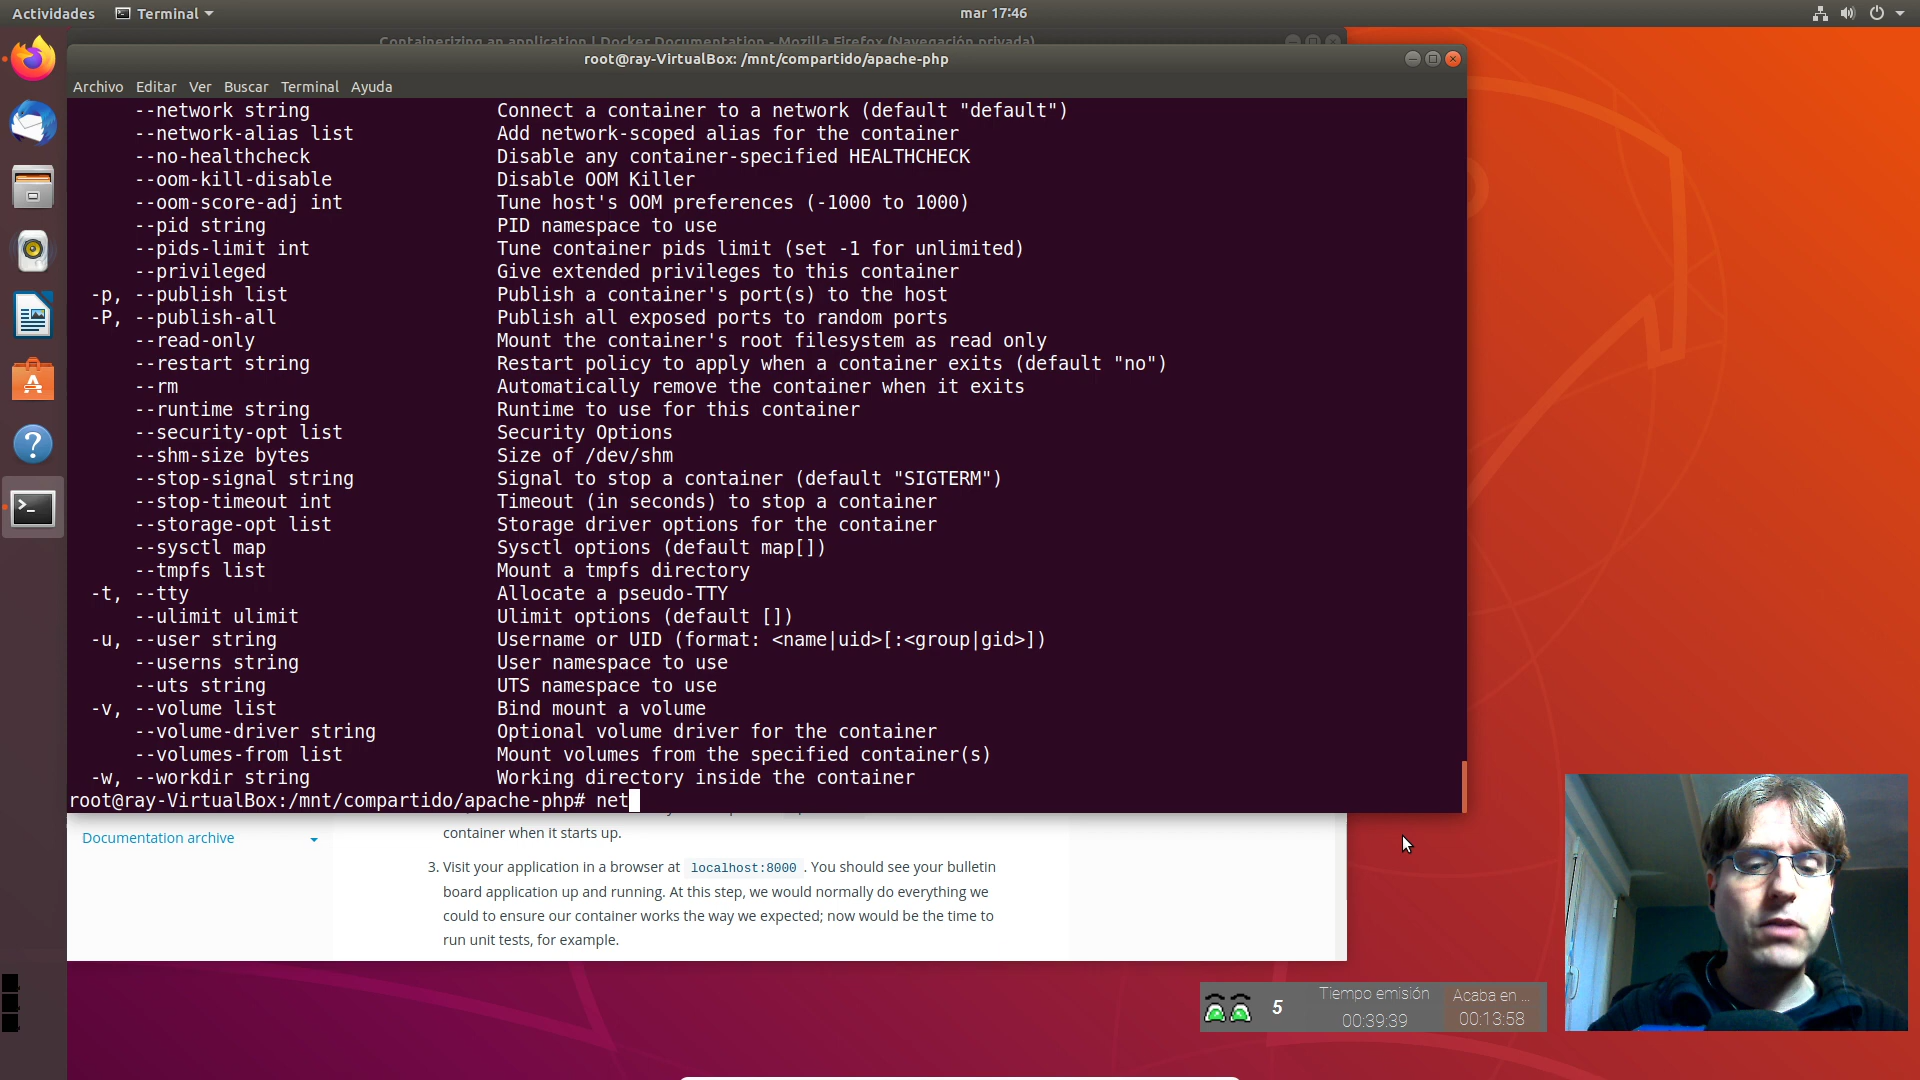 Actividades
Terminal
mar 17:46
Containerizing an application | Docker Documentation - Mozilla Firefox (Navegación privada)
root@ray-VirtualBox: /mnt/compartido/apache-php
Archivo Editar Ver Buscar Terminal Ayuda
--network string Connect a container to a network (default "default")
--network-alias list Add network-scoped alias for the container
--no-healthcheck Disable any container-specified HEALTHCHECK
--oom-kill-disable Disable OOM Killer
--oom-score-adj int Tune host's OOM preferences (-1000 to 1000)
--pid string PID namespace to use
--pids-limit int Tune container pids limit (set -1 for unlimited)
--privileged Give extended privileges to this container
-p, --publish list Publish a container's port(s) to the host
-P, --publish-all Publish all exposed ports to random ports
--read-only Mount the container's root filesystem as read only
--restart string Restart policy to apply when a container exits (default "no")
--rm Automatically remove the container when it exits
--runtime string Runtime to use for this container
--security-opt list Security Options
--shm-size bytes Size of /dev/shm
--stop-signal string Signal to stop a container (default "SIGTERM")
--stop-timeout int Timeout (in seconds) to stop a container
--storage-opt list Storage driver options for the container
--sysctl map Sysctl options (default map[])
--tmpfs list Mount a tmpfs directory
-t, --tty Allocate a pseudo-TTY
--ulimit ulimit Ulimit options (default [])
-u, --user string Username or UID (format: <name|uid>[:<group|gid>])
--userns string User namespace to use
--uts string UTS namespace to use
-v, --volume list Bind mount a volume
--volume-driver string Optional volume driver for the container
--volumes-from list Mount volumes from the specified container(s)
-w, --workdir string Working directory inside the container
root@ray-VirtualBox:/mnt/compartido/apache-php# net
Documentation archive
container when it starts up.
3. Visit your application in a browser at localhost:8000 . You should see your bulletin
board application up and running. At this step, we would normally do everything we
could to ensure our container works the way we expected; now would be the time to
run unit tests, for example.
5
Tiempo emisión
00:39:39
Acaba en ...
00:13:58